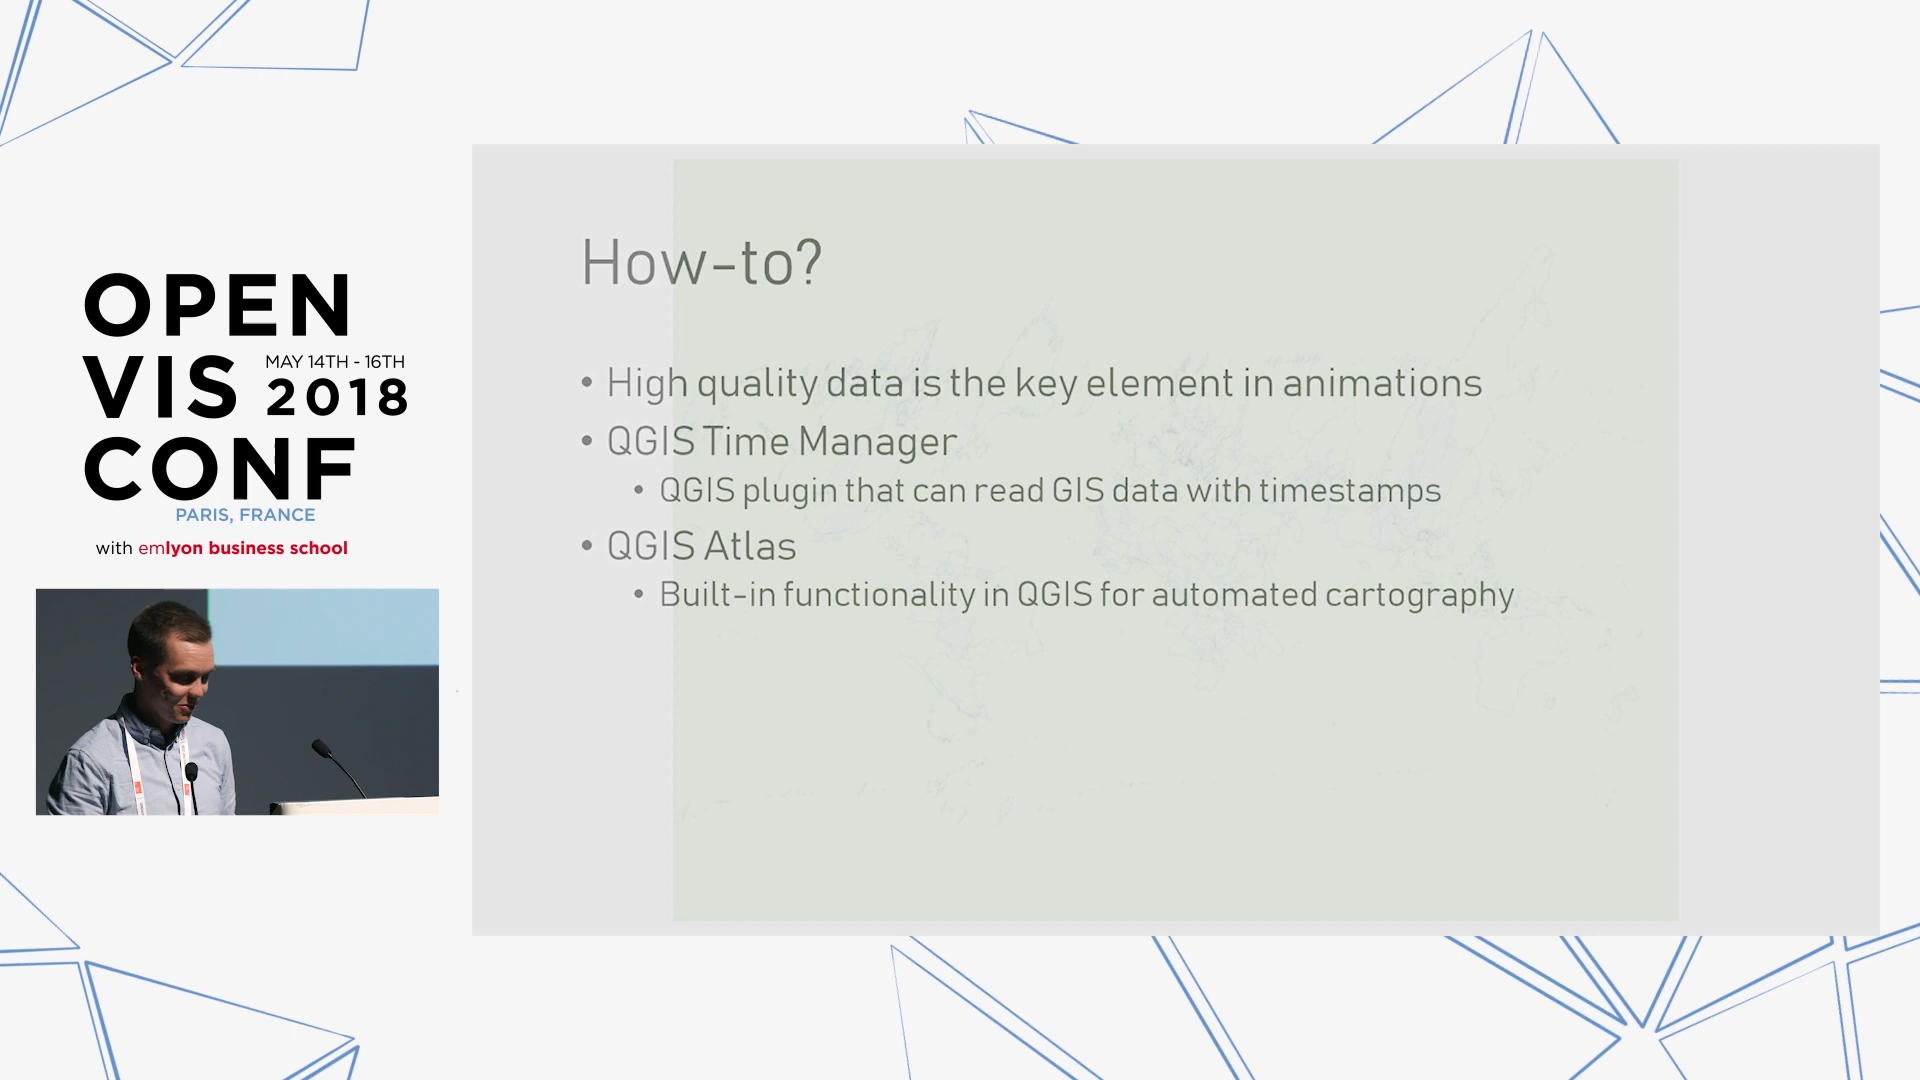 OPEN
VIS
CONF
MAY 14TH - 16TH
2018
PARIS, FRANCE
with emlyon business school
How-to?
• High quality data is the key element in animations
• QGIS Time Manager
• QGIS plugin that can read GIS data with timestamps
• QGIS Atlas
• Built-in functionality in QGIS for automated cartography